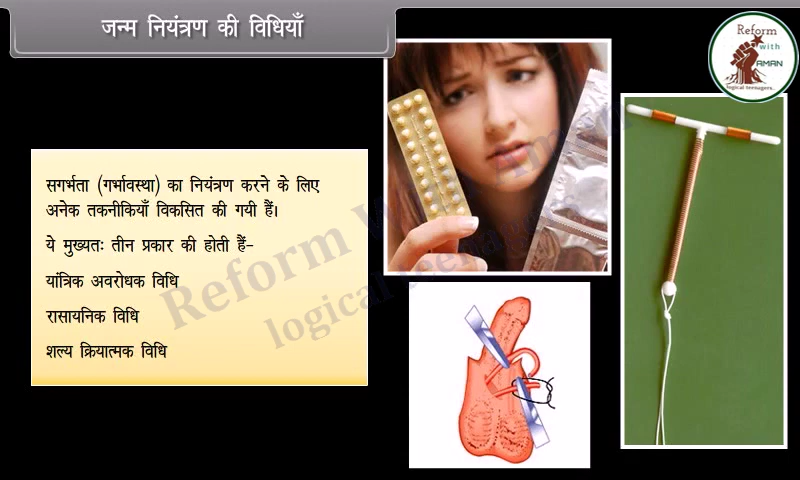 जन्म नियंत्रण की विधियाँ
Reform
with
AMAN
logical teenagers..
सगर्भता (गर्भावस्था) का नियंत्रण करने के लिए
अनेक तकनीकियाँ विकसित की गयी हैं।
ये मुख्यतः तीन प्रकार की होती हैं-
यांत्रिक अवरोधक विधि
रासायनिक विधि
शल्य क्रियात्मक विधि
Reform With Aman
logical teenagers